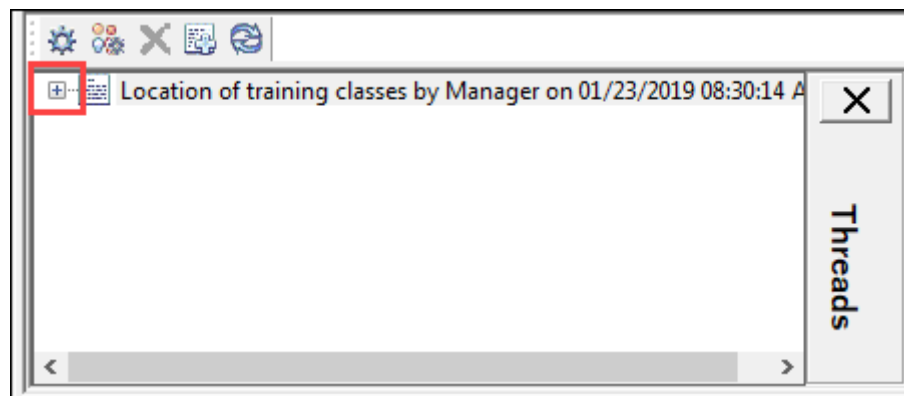 Location of training classes by Manager on 01/23/2019 08:30:14 A
Threads